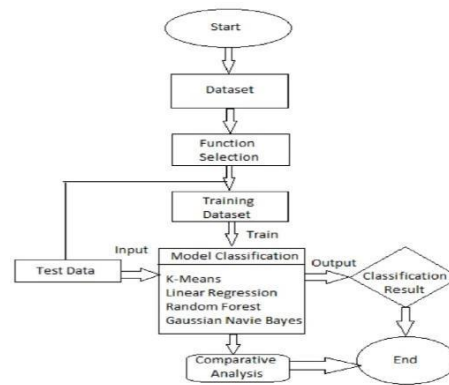 Start
Dataset
Function
Selection
Training
Dataset
Train
Input
Test Data
Model Classification
K-Means
Linear Regression
Random Forest
Gaussian Navie Bayes
Output
Classification
Result
Comparative
Analysis
End